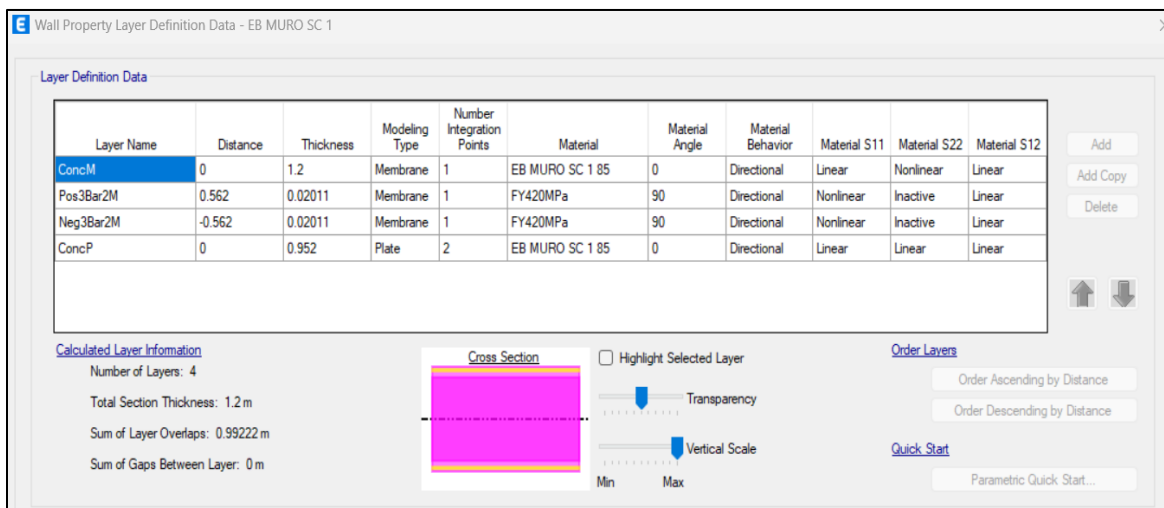 E Wall Property Layer Definition Data - EB MURO SC 1
Layer Definition Data
Layer Name Distance Thickness Modeling Type Number Integration Points Material Material Angle Material Behavior Material S11 Material S22 Material S12
ConcM 0 1.2 Membrane 1 EB MURO SC 1 85 0 Directional Linear Nonlinear Linear
Pos3Bar2M 0.562 0.02011 Membrane 1 FY420MPa 90 Directional Nonlinear Inactive Linear
Neg3Bar2M -0.562 0.02011 Membrane 1 FY420MPa 90 Directional Nonlinear Inactive Linear
ConcP 0 0.952 Plate 2 EB MURO SC 1 85 0 Directional Linear Linear Linear
Add
Add Copy
Delete
Calculated Layer Information
Number of Layers: 4
Total Section Thickness: 1.2 m
Sum of Layer Overlaps: 0.99222 m
Sum of Gaps Between Layer: 0 m
Cross Section
Highlight Selected Layer
Transparency
Vertical Scale
Min Max
Order Layers
Order Ascending by Distance
Order Descending by Distance
Quick Start
Parametric Quick Start...